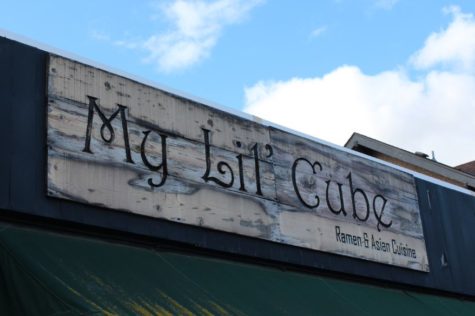 My Lil' Cube
Ramen & Asian Cuisine